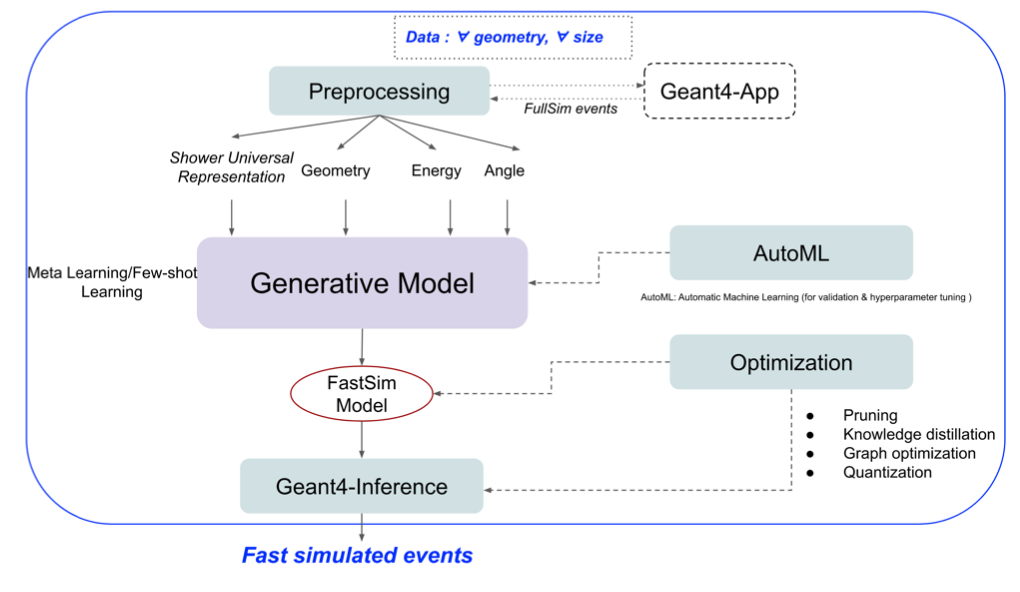 Data : ∀ geometry, ∀ size
Preprocessing
Geant4-App
FullSim events
Shower Universal
Representation
Geometry
Energy
Angle
Meta Learning/Few-shot
Learning
Generative Model
AutoML
AutoML: Automatic Machine Learning (for validation & hyperparameter tuning )
FastSim
Model
Optimization
● Pruning
● Knowledge distillation
● Graph optimization
● Quantization
Geant4-Inference
Fast simulated events